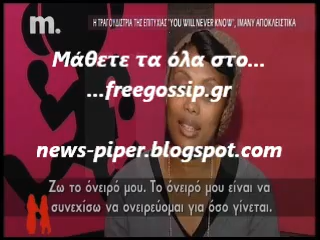 m.
Η ΤΡΑΓΟΥΔΙΣΤΡΙΑ ΤΗΣ ΕΠΙΤΥΧΙΑΣ "YOU WILL NEVER KNOW", IMANY ΑΠΟΚΛΕΙΣΤΙΚΑ
Μάθετε τα όλα στο...
...freegossip.gr
news-piper.blogspot.com
Ζω το όνειρό μου. Το όνειρό μου είναι να
συνεχίσω να ονειρεύομαι για όσο γίνεται.